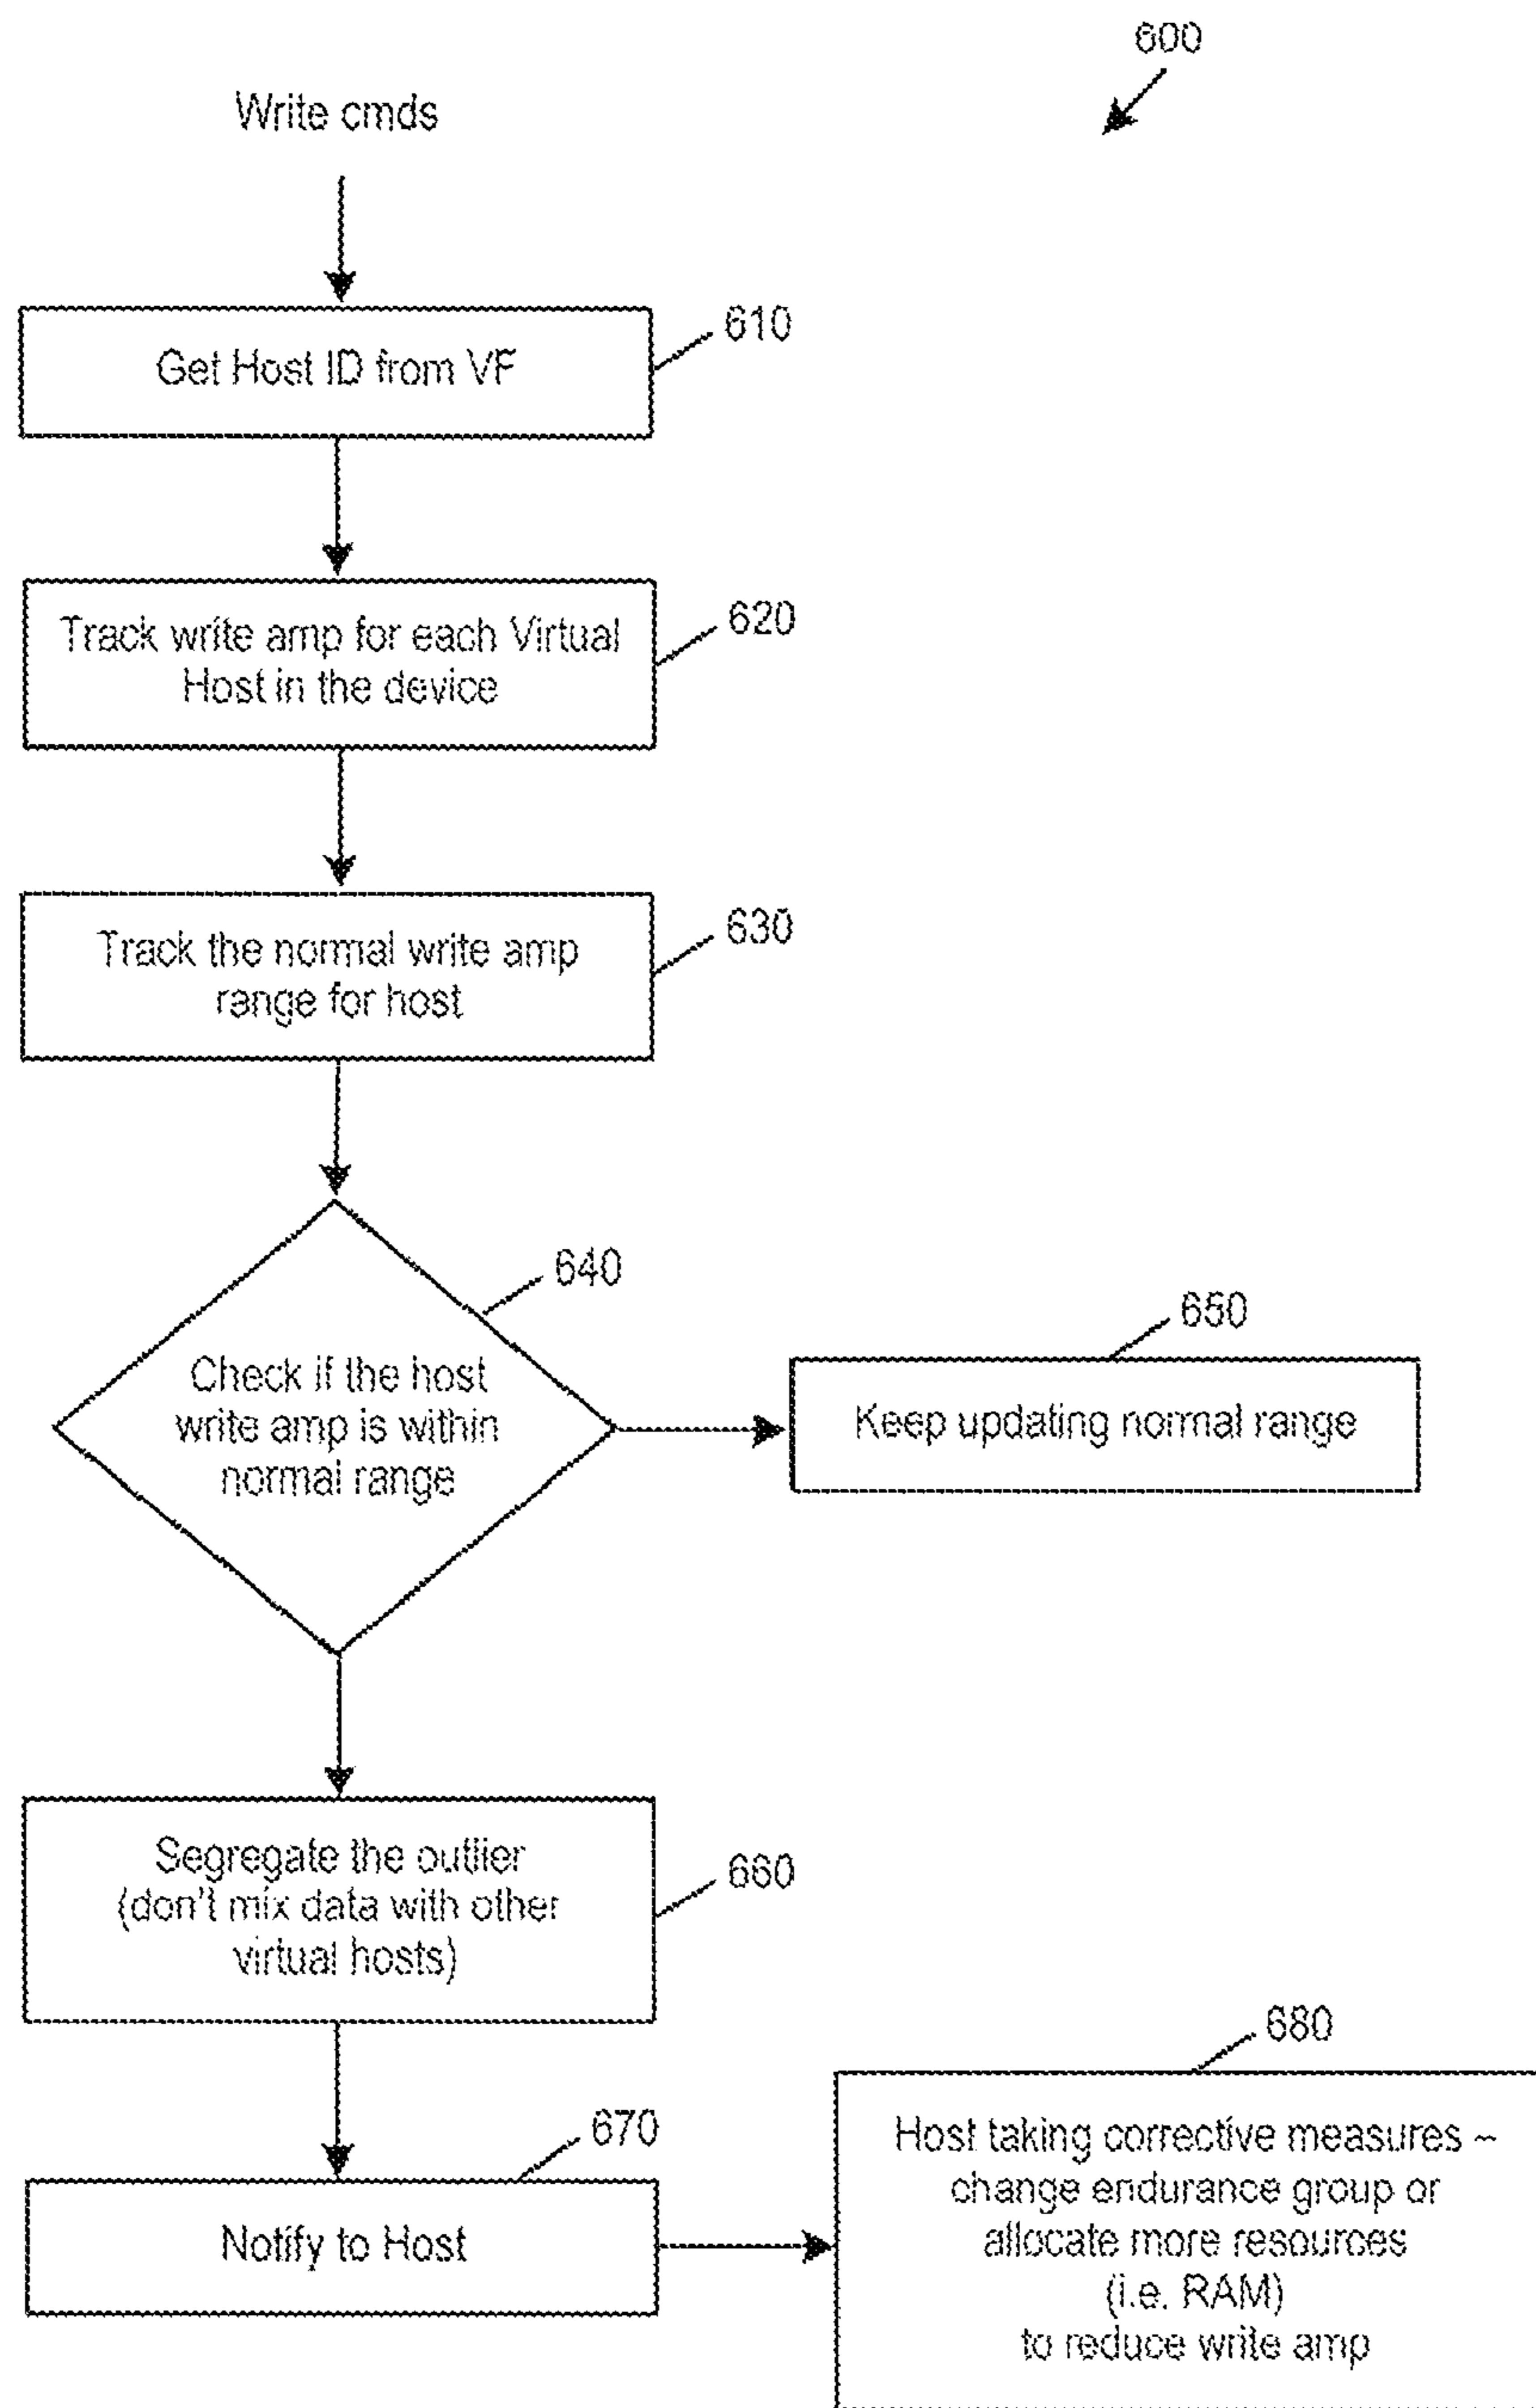 600
Write cmds
Get Host ID from VF
610
Track write amp for each Virtual
Host in the device
620
Track the normal write amp
range for host
630
Check if the host
write amp is within
normal range
640
Keep updating normal range
650
Segregate the outlier
(don't mix data with other
virtual hosts)
660
Notify to Host
670
Host taking corrective measures –
change endurance group or
allocate more resources
(i.e. RAM)
to reduce write amp
680